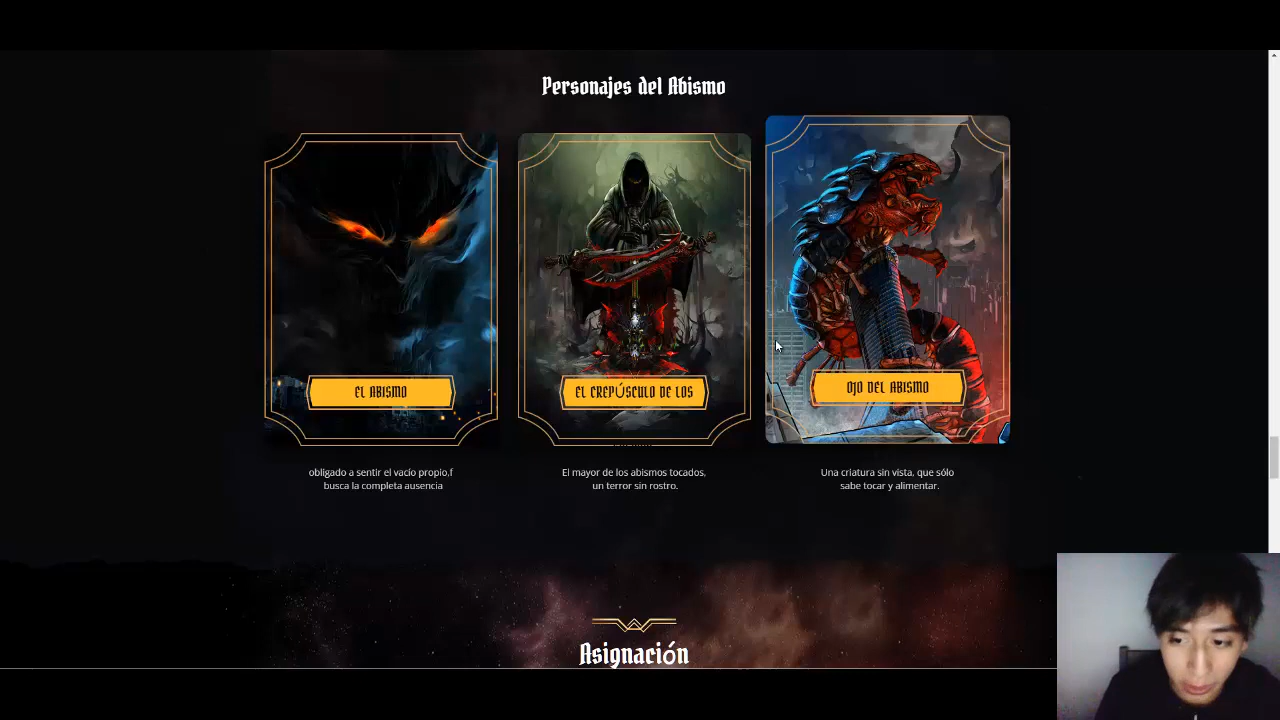 Personajes del Abismo
EL ABISMO
EL CREPÚSCULO DE LOS
OJO DEL ABISMO
obligado a sentir el vacío propio,f
busca la completa ausencia
El mayor de los abismos tocados,
un terror sin rostro.
Una criatura sin vista, que sólo
sabe tocar y alimentar.
Asignación